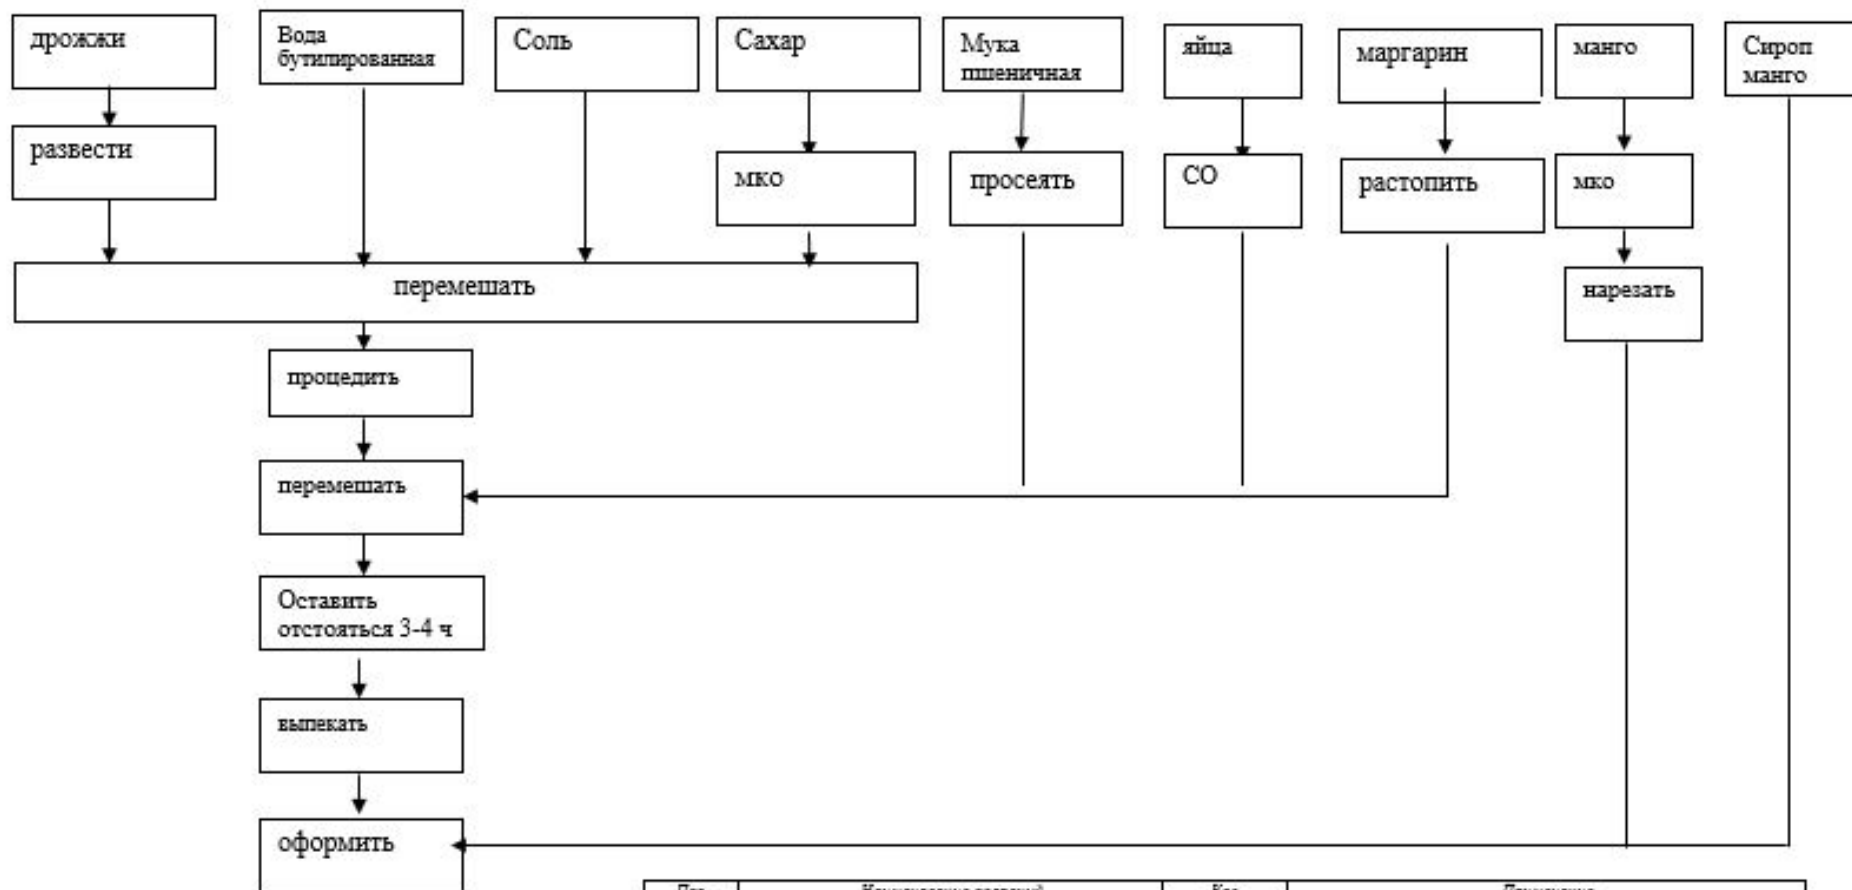 дрожжи
Вода
бутилированная
Соль
Сахар
Мука
пшеничная
яйца
маргарин
манго
Сироп
манго
развести
мко
просеять
СО
растопить
мко
перемешать
нарезать
процедить
перемешать
Оставить
отстояться 3-4 ч
выпекать
оформить